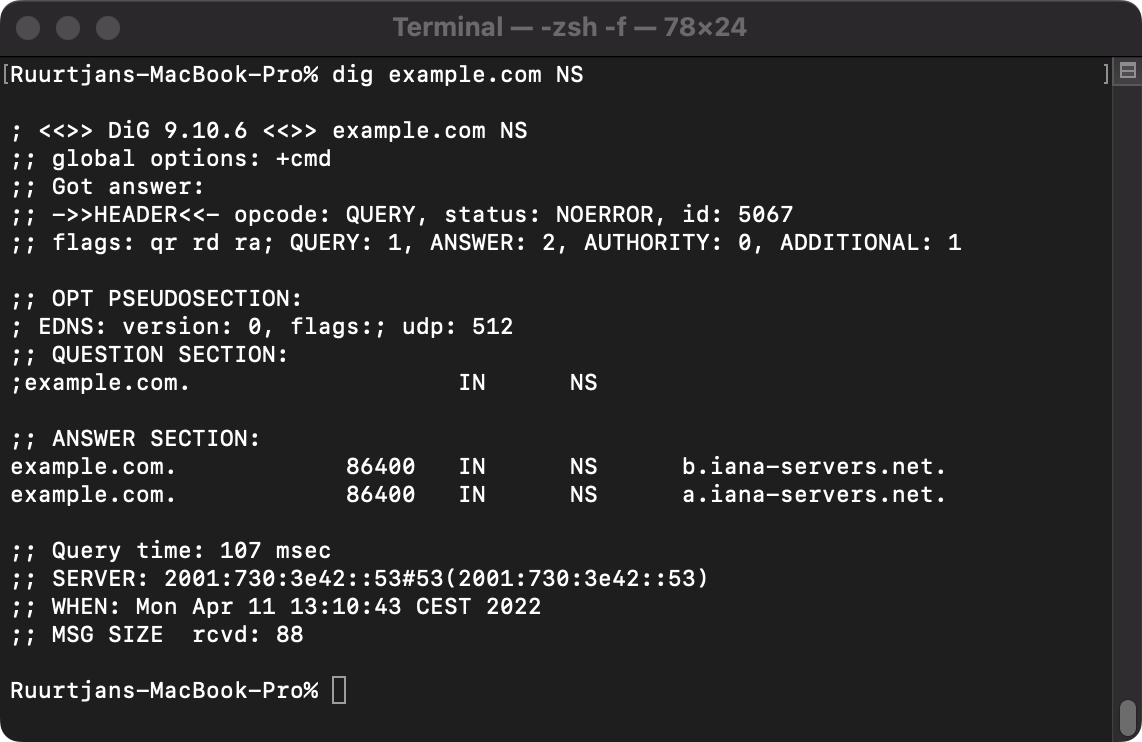 Terminal — -zsh -f — 78×24
[Ruurtjans-MacBook-Pro% dig example.com NS ]
; <<>> DiG 9.10.6 <<>> example.com NS
;; global options: +cmd
;; Got answer:
;; ->>HEADER<<- opcode: QUERY, status: NOERROR, id: 5067
;; flags: qr rd ra; QUERY: 1, ANSWER: 2, AUTHORITY: 0, ADDITIONAL: 1
;; OPT PSEUDOSECTION:
; EDNS: version: 0, flags:; udp: 512
;; QUESTION SECTION:
;example.com. IN NS
;; ANSWER SECTION:
example.com. 86400 IN NS b.iana-servers.net.
example.com. 86400 IN NS a.iana-servers.net.
;; Query time: 107 msec
;; SERVER: 2001:730:3e42::53#53(2001:730:3e42::53)
;; WHEN: Mon Apr 11 13:10:43 CEST 2022
;; MSG SIZE  rcvd: 88
Ruurtjans-MacBook-Pro%